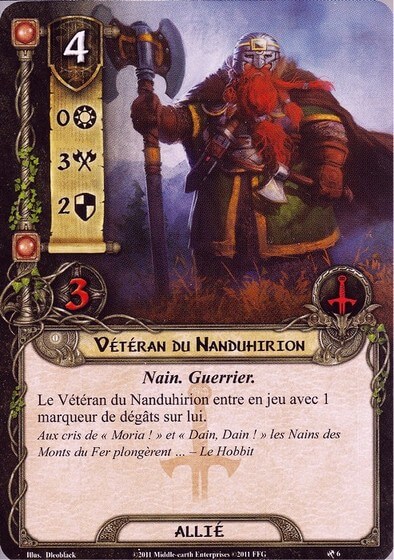 4
0
3
2
3
VÉTÉRAN DU NANDUHIRION
Nain. Guerrier.
Le Vétéran du Nanduhirion entre en jeu avec 1
marqueur de dégâts sur lui.
Aux cris de « Moria ! » et « Daïn, Daïn ! » les Nains des
Monts du Fer plongèrent ... – Le Hobbit
ALLIÉ
Illus. Dleoblack ©2011 Middle-earth Enterprises ©2011 FFG 6